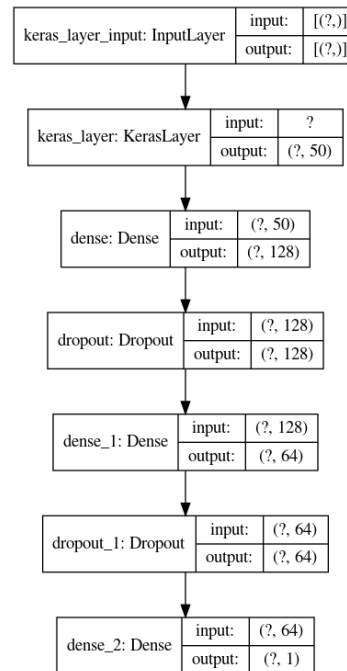 keras_layer_input: InputLayer
input: [(?,)]
output: [(?,)]
keras_layer: KerasLayer
input: ?
output: (?, 50)
dense: Dense
input: (?, 50)
output: (?, 128)
dropout: Dropout
input: (?, 128)
output: (?, 128)
dense_1: Dense
input: (?, 128)
output: (?, 64)
dropout_1: Dropout
input: (?, 64)
output: (?, 64)
dense_2: Dense
input: (?, 64)
output: (?, 1)